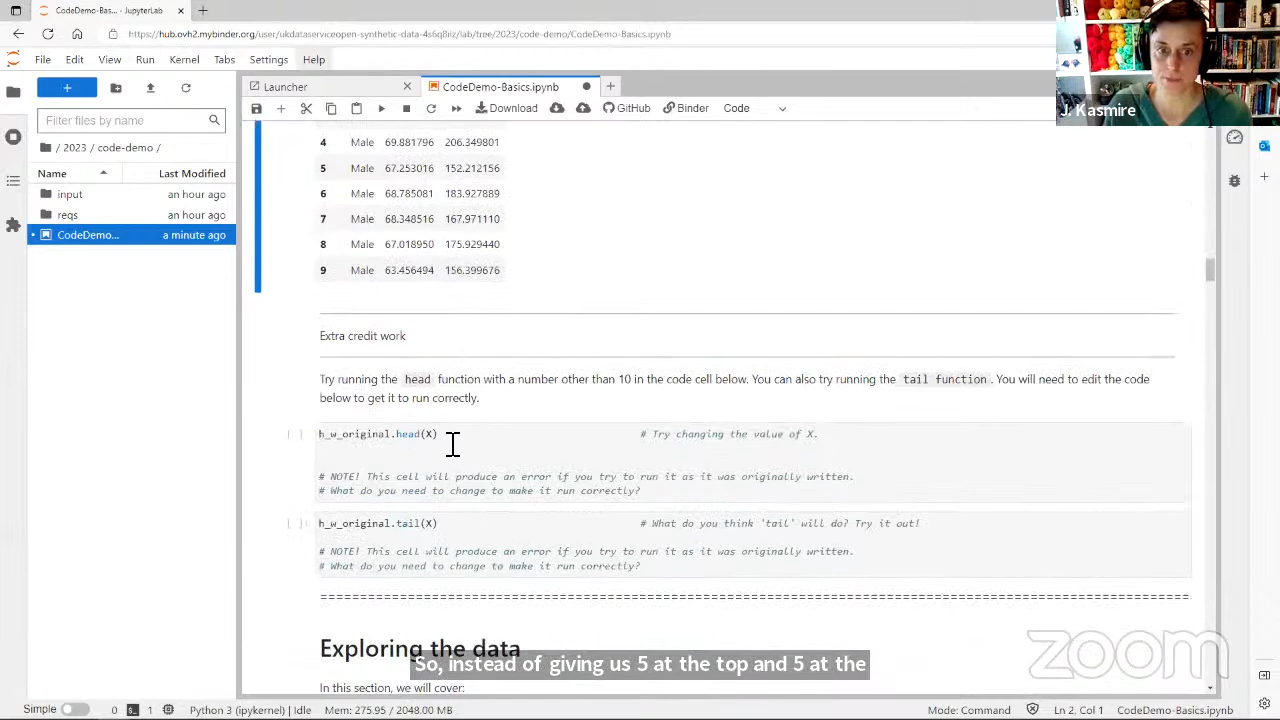 CodeDemo-Bas... - JupyterLab
https://hub.ovh2.mybinder.org/user/ukdataserviceopen-synthetic-data-4s6q8iiz/lab/tree/2023/code-demo/CodeDemo-Basics.ipynb
File Edit View Run Kernel Tabs Settings Help
J. Kasmire
Launcher
CodeDemo-Basics.ipynb
Download GitHub Binder Code
Filter files by name
/ 2023 / code-demo /
Name Last Modified
input an hour ago
reqs an hour ago
CodeDemo... a minute ago
4 Male 69.881796 206.349801
5 Male 67.253016 152.212156
6 Male 68.785081 183.927889
7 Male 68.348516 167.971110
8 Male 67.018950 175.929440
9 Male 63.456494 156.399676
Extra credit work
Try running the head function with a number other than 10 in the code cell below. You can also try running the tail function. You will need to edit the code
below to get it to run correctly.
[ ] h_w_original.head(X) # Try changing the value of X.
# NOTE! This cell will produce an error if you try to run it as it was originally written.
# What do you need to change to make it run correctly?
[ ] h_w_original.tail(X) # What do you think 'tail' will do? Try it out!
# NOTE! This cell will produce an error if you try to run it as it was originally written.
# What do you need to change to make it run correctly?
Exploring the data
So, instead of giving us 5 at the top and 5 at the
In this section, we will cover:
zoom
Simple 0 1 Python 3 (ipykernel) | Idle Mem: 275.95 / 2048.00 MB Mode: Command Ln 2, Col 1 CodeDemo-Basics.ipynb